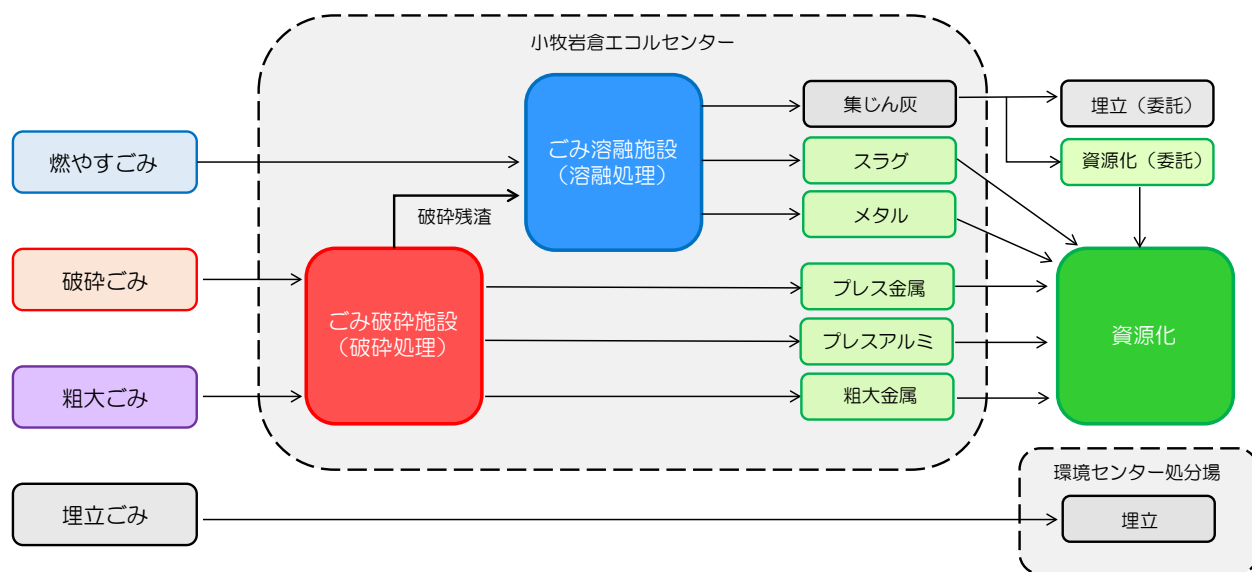 小牧岩倉エコルセンター
燃やすごみ
破砕ごみ
粗大ごみ
埋立ごみ
ごみ溶融施設
（溶融処理）
破砕残渣
ごみ破砕施設
（破砕処理）
集じん灰
スラグ
メタル
プレス金属
プレスアルミ
粗大金属
埋立（委託）
資源化（委託）
資源化
環境センター処分場
埋立